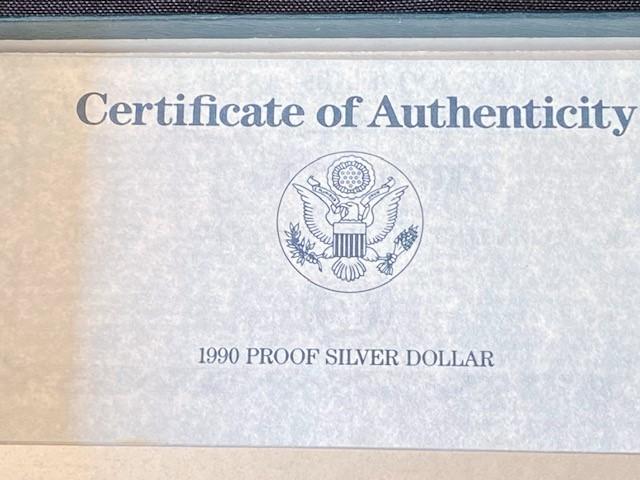 Certificate of Authenticity
1990 PROOF SILVER DOLLAR